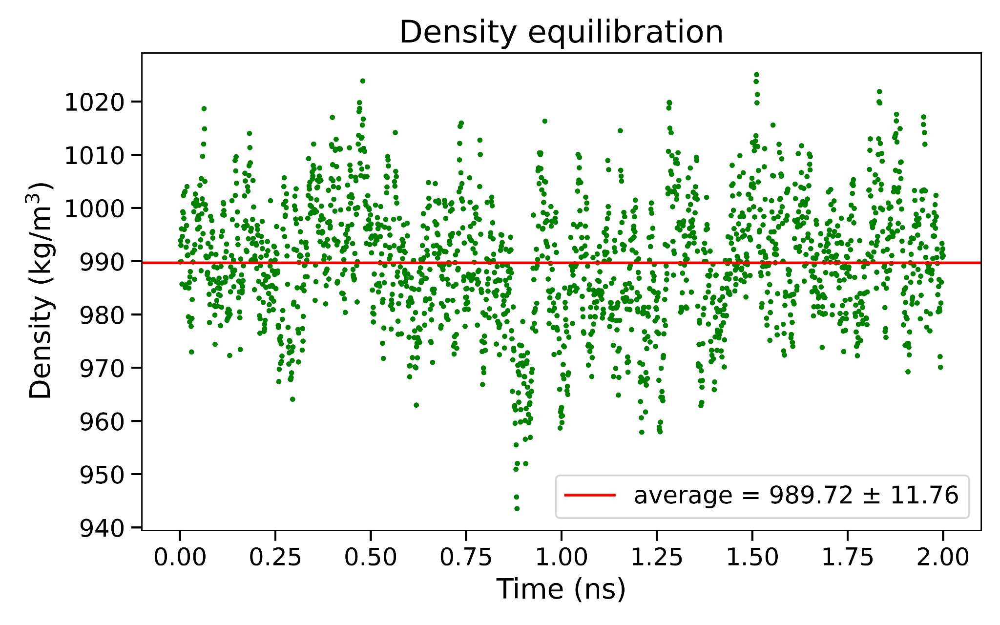 Density equilibration
Density (kg/m³)
1020
1010
1000
990
980
970
960
950
940
average = 989.72 ± 11.76
0.00 0.25 0.50 0.75 1.00 1.25 1.50 1.75 2.00
Time (ns)